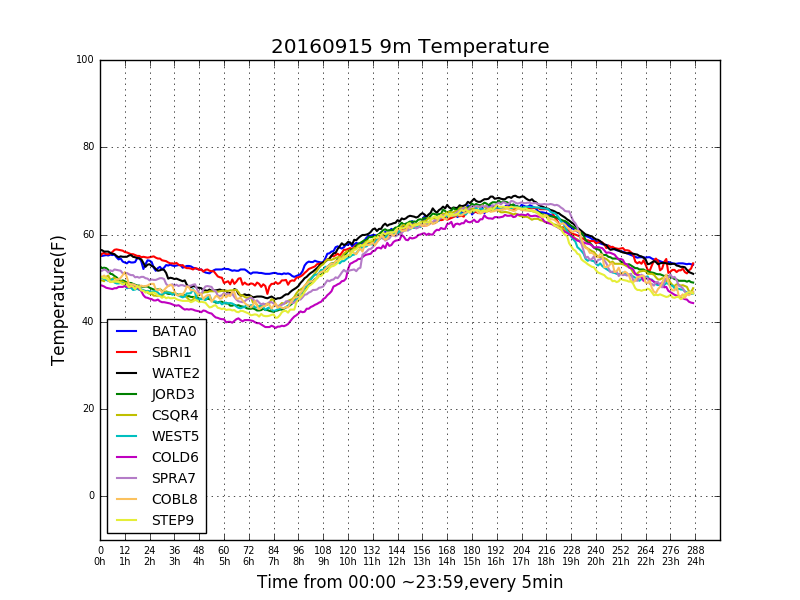 20160915 9m Temperature
100
80
60
40
20
0
Temperature(F)
BATA0
SBRI1
WATE2
JORD3
CSQR4
WEST5
COLD6
SPRA7
COBL8
STEP9
0 12 24 36 48 60 72 84 96 108 120 132 144 156 168 180 192 204 216 228 240 252 264 276 288
0h 1h 2h 3h 4h 5h 6h 7h 8h 9h 10h 11h 12h 13h 14h 15h 16h 17h 18h 19h 20h 21h 22h 23h 24h
Time from 00:00 ~23:59,every 5min